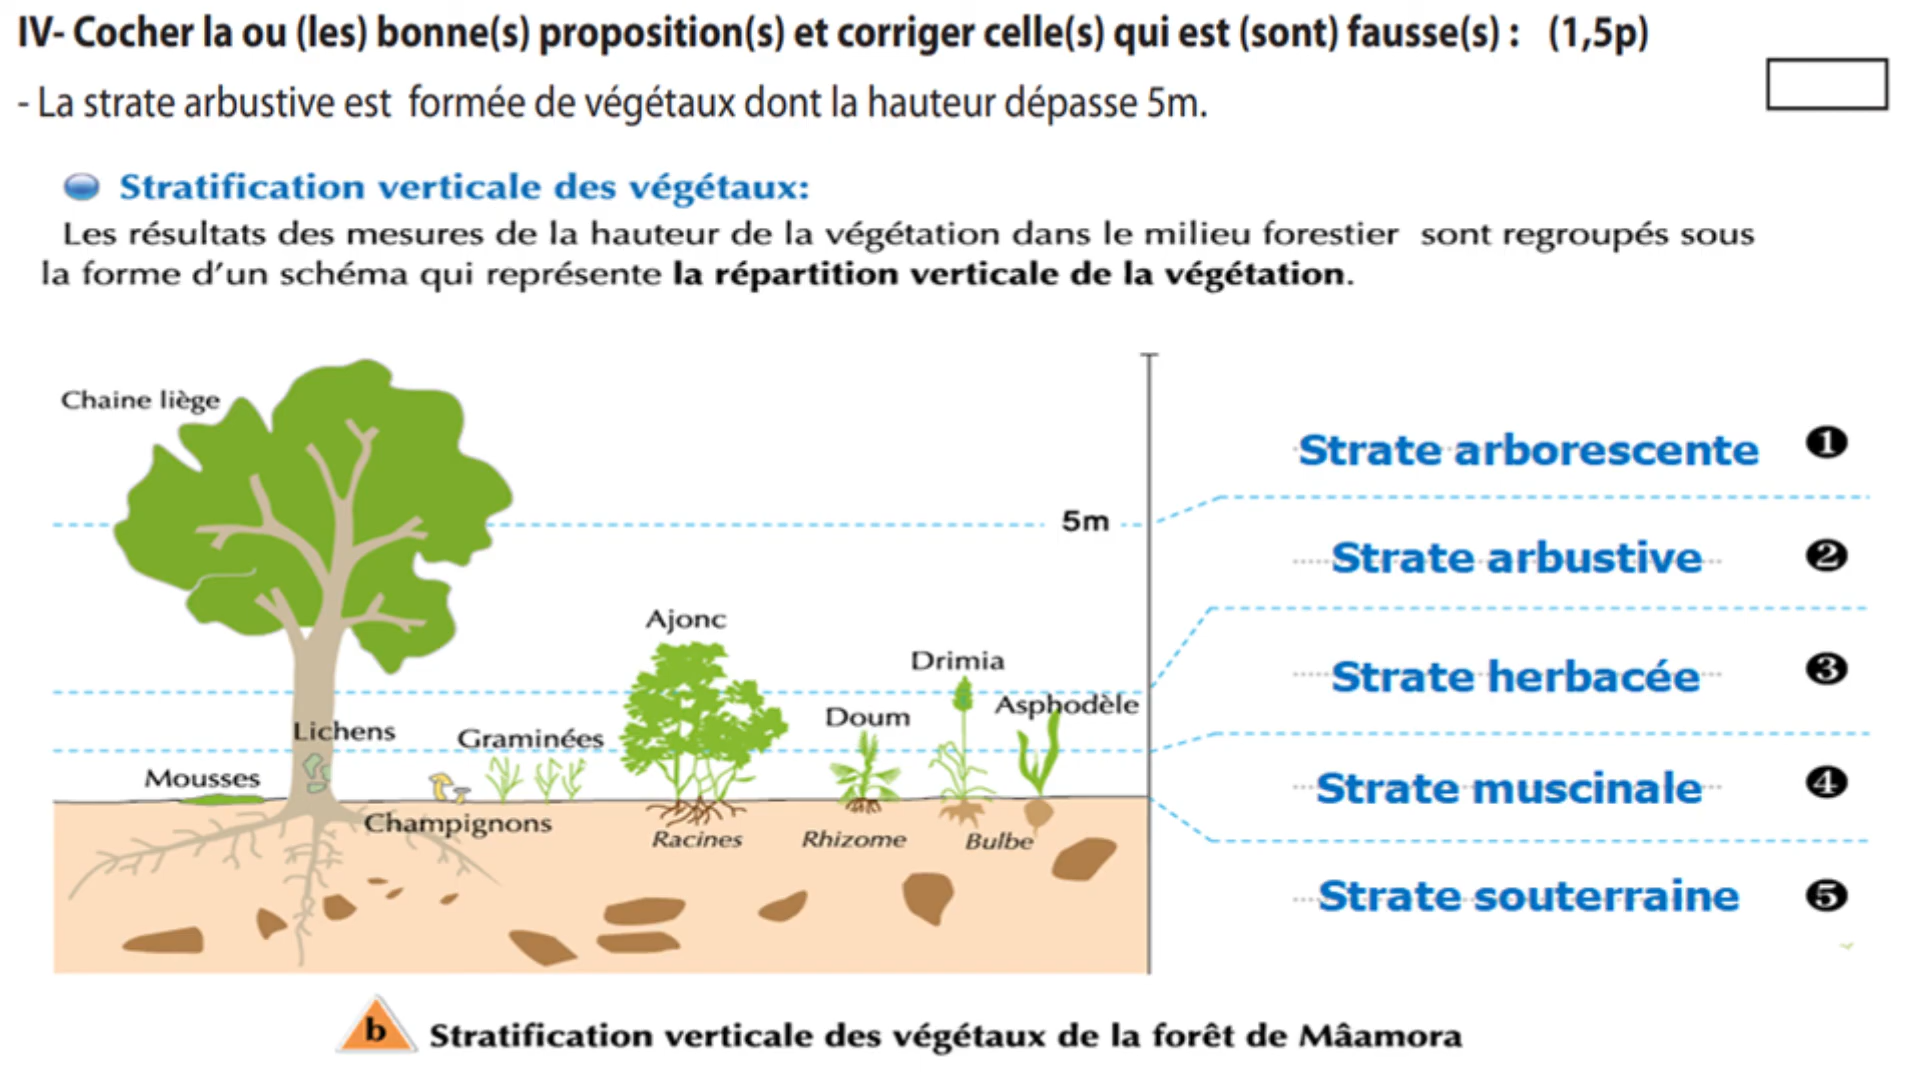 IV- Cocher la ou (les) bonne(s) proposition(s) et corriger celle(s) qui est (sont) fausse(s) : (1,5p)
- La strate arbustive est formée de végétaux dont la hauteur dépasse 5m.
Stratification verticale des végétaux:
Les résultats des mesures de la hauteur de la végétation dans le milieu forestier sont regroupés sous
la forme d'un schéma qui représente la répartition verticale de la végétation.
Chaine liège
Strate arborescente 1
5m
Strate arbustive 2
Ajonc
Drimia
Strate herbacée 3
Asphodèle
Doum
Lichens
Graminées
Mousses
Strate muscinale 4
Champignons
Racines
Rhizome
Bulbe
Strate souterraine 5
b Stratification verticale des végétaux de la forêt de Mâamora